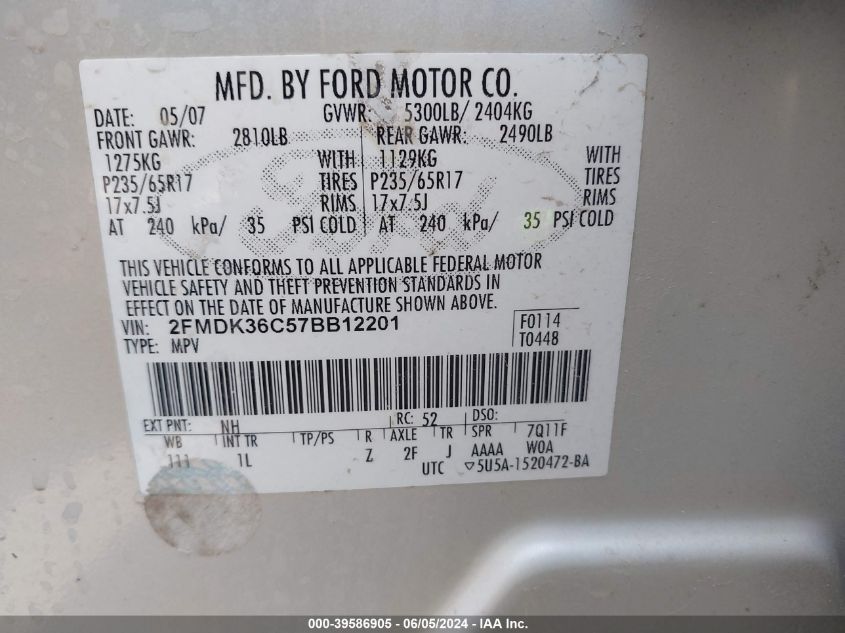 MFD. BY FORD MOTOR CO.
DATE: 05/07 GVWR: 5300LB/ 2404KG
FRONT GAWR: 2810LB REAR GAWR: 2490LB
1275KG WITH 1129KG WITH
P235/65R17 TIRES P235/65R17 TIRES
17x7.5J RIMS 17x7.5J RIMS
AT 240 kPa/ 35 PSI COLD AT 240 kPa/ 35 PSI COLD
THIS VEHICLE CONFORMS TO ALL APPLICABLE FEDERAL MOTOR
VEHICLE SAFETY AND THEFT PREVENTION STANDARDS IN
EFFECT ON THE DATE OF MANUFACTURE SHOWN ABOVE.
VIN: 2FMDK36C57BB12201 F0114
TYPE: MPV T0448
EXT PNT: NH RC: 52 DSO:
WB INT TR TP/PS R AXLE TR SPR 7Q11F
111 1L Z 2F J AAAA W0A
UTC ▽5U5A-1520472-BA
000-39586905 - 06/05/2024 - IAA Inc.